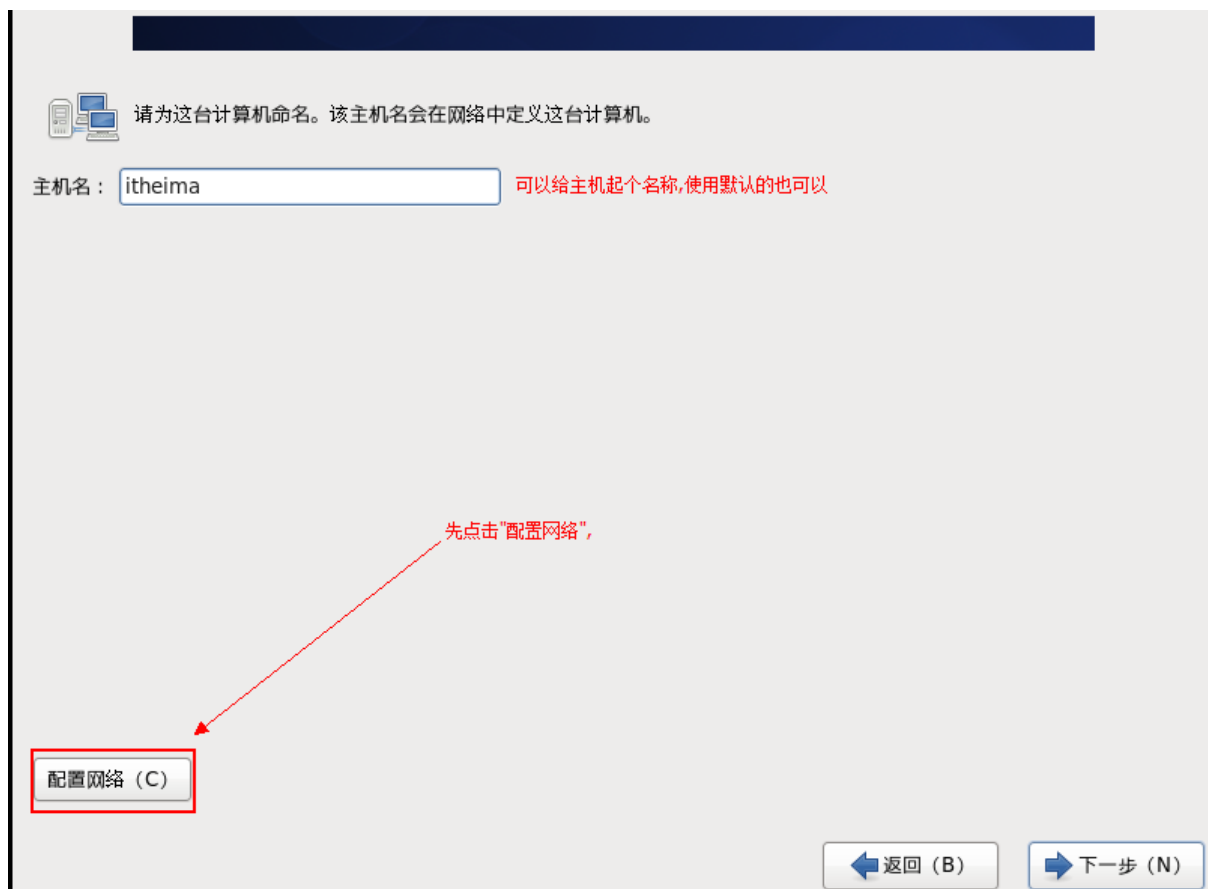 请为这台计算机命名。该主机名会在网络中定义这台计算机。
主机名： itheima 可以给主机起个名称,使用默认的也可以
先点击"配置网络",
配置网络（C）
返回（B） 下一步（N）